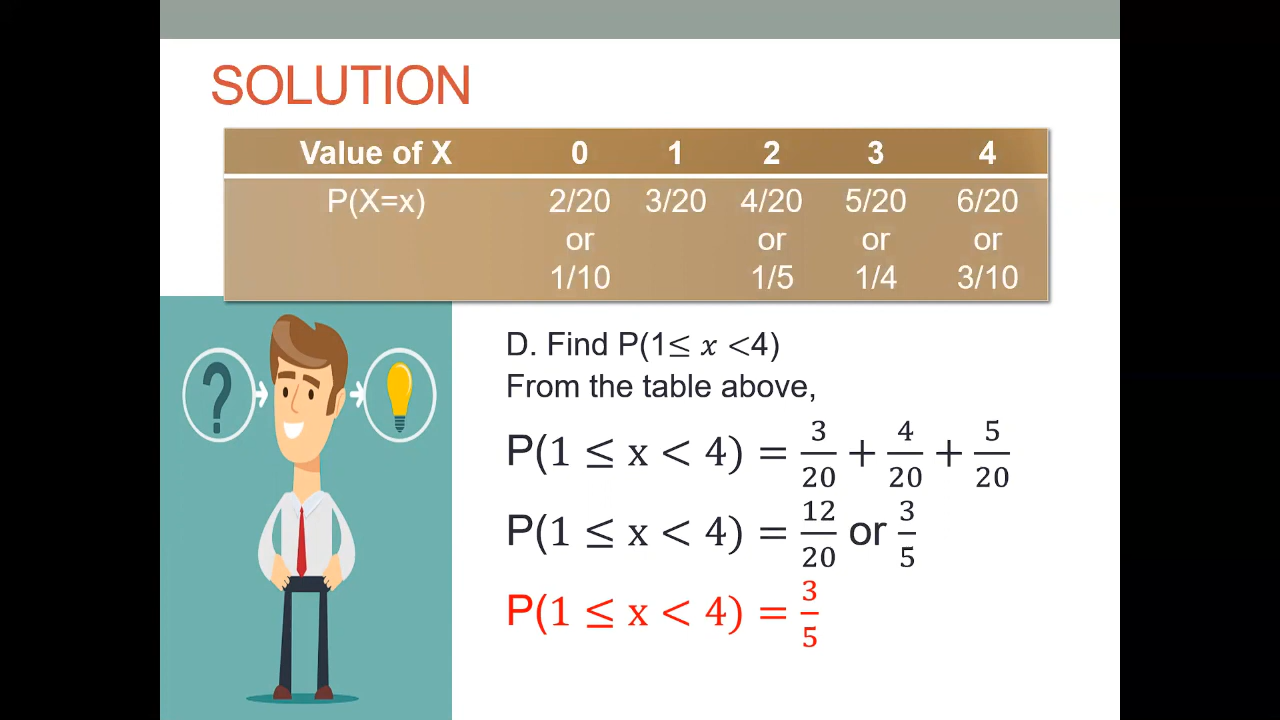 SOLUTION
Value of X 0 1 2 3 4
P(X=x) 2/20 3/20 4/20 5/20 6/20
or or or or
1/10 1/5 1/4 3/10
?
D. Find P(1≤ 𝑥 <4)
From the table above,
P(1 ≤ x < 4) = 3/20 + 4/20 + 5/20
P(1 ≤ x < 4) = 12/20 or 3/5
P(1 ≤ x < 4) = 3/5